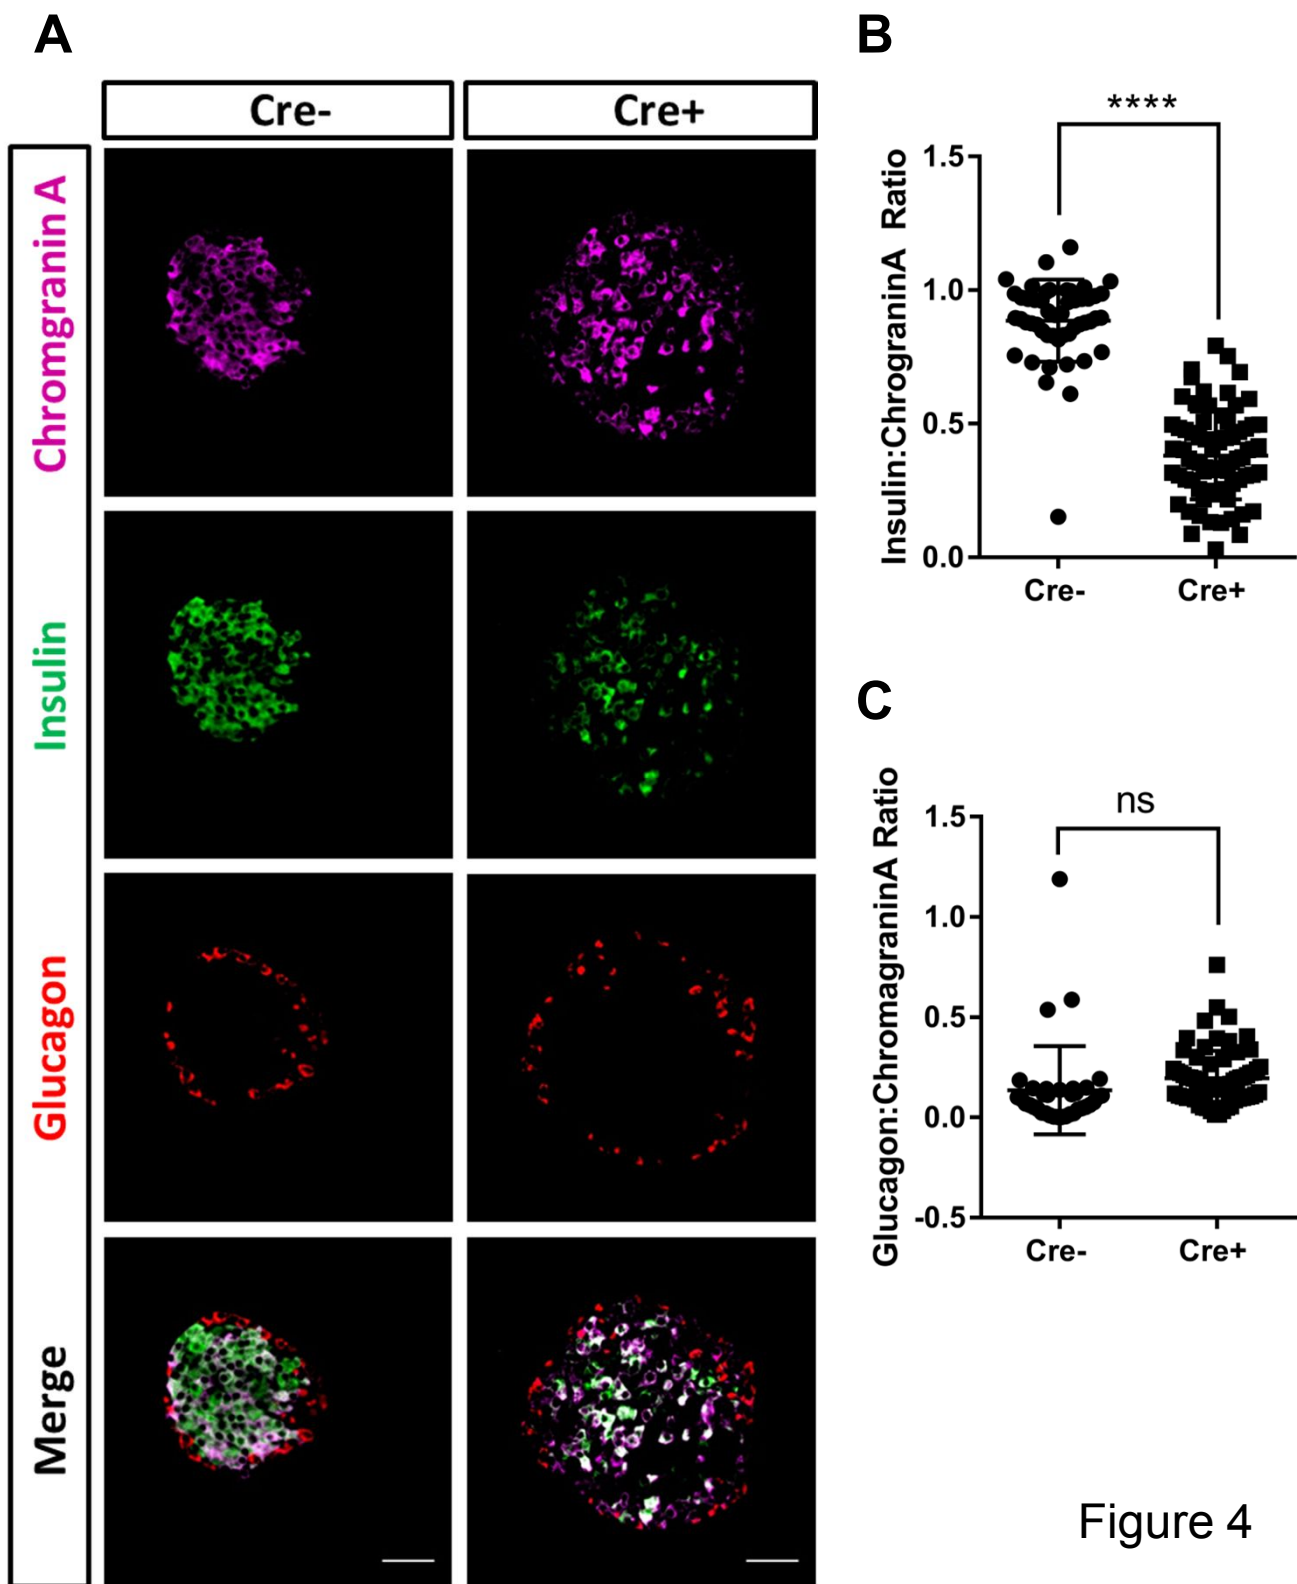 A
Cre-
Cre+
Chromgranin A
Insulin
Glucagon
Merge
B
****
Insulin:ChrograninA Ratio
1.5
1.0
0.5
0.0
Cre-
Cre+
C
ns
Glucagon:ChromagraninA Ratio
1.5
1.0
0.5
0.0
-0.5
Cre-
Cre+
Figure 4